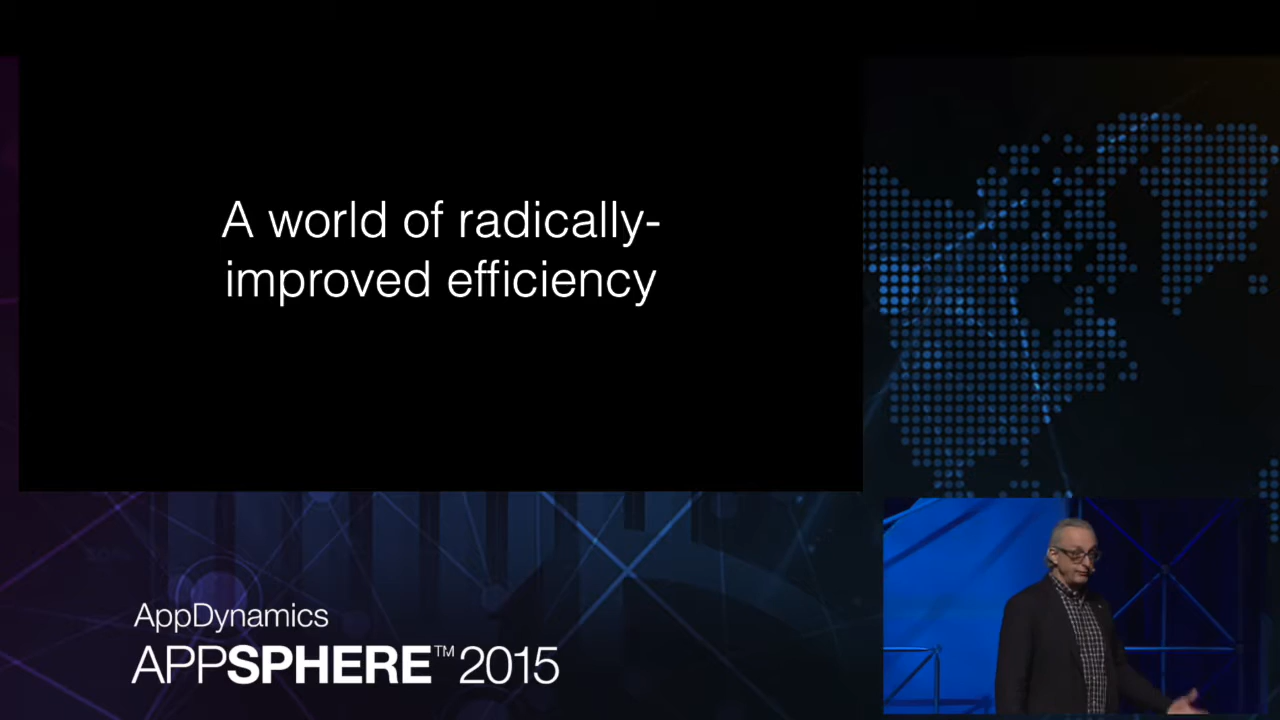 A world of radically-
improved efficiency
AppDynamics
APPSPHERE™ 2015